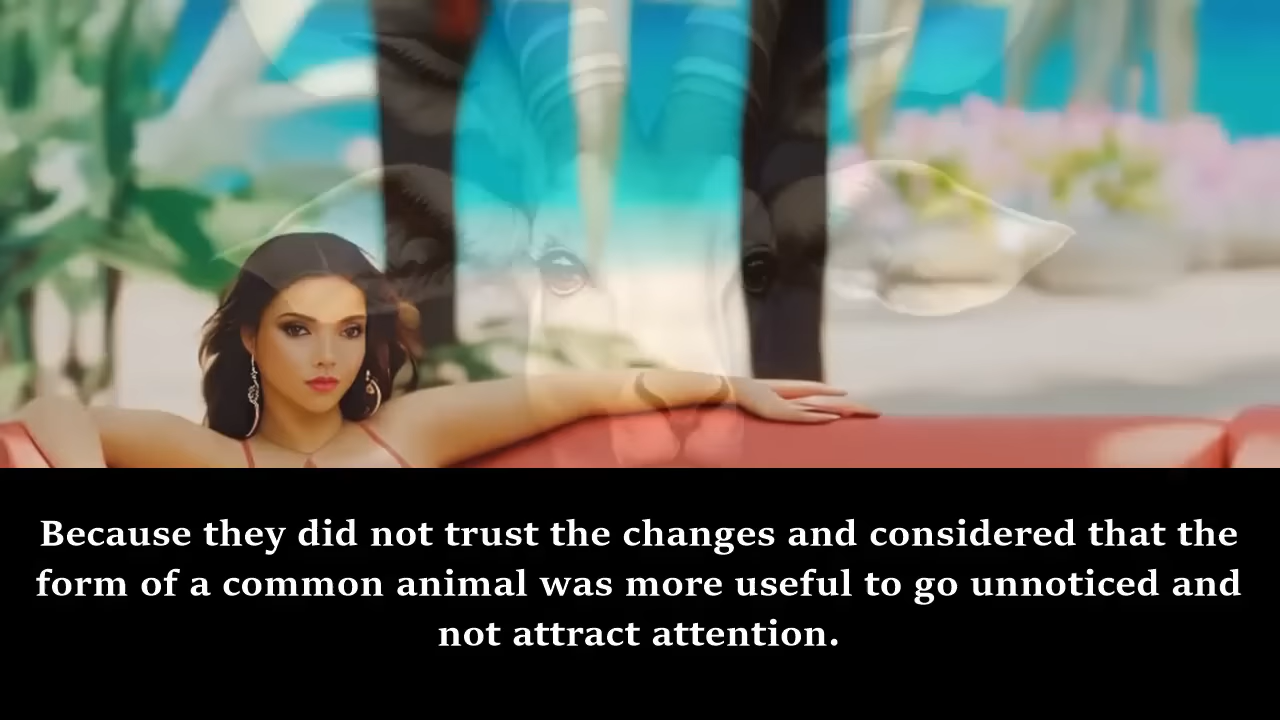 Because they did not trust the changes and considered that the
form of a common animal was more useful to go unnoticed and
not attract attention.